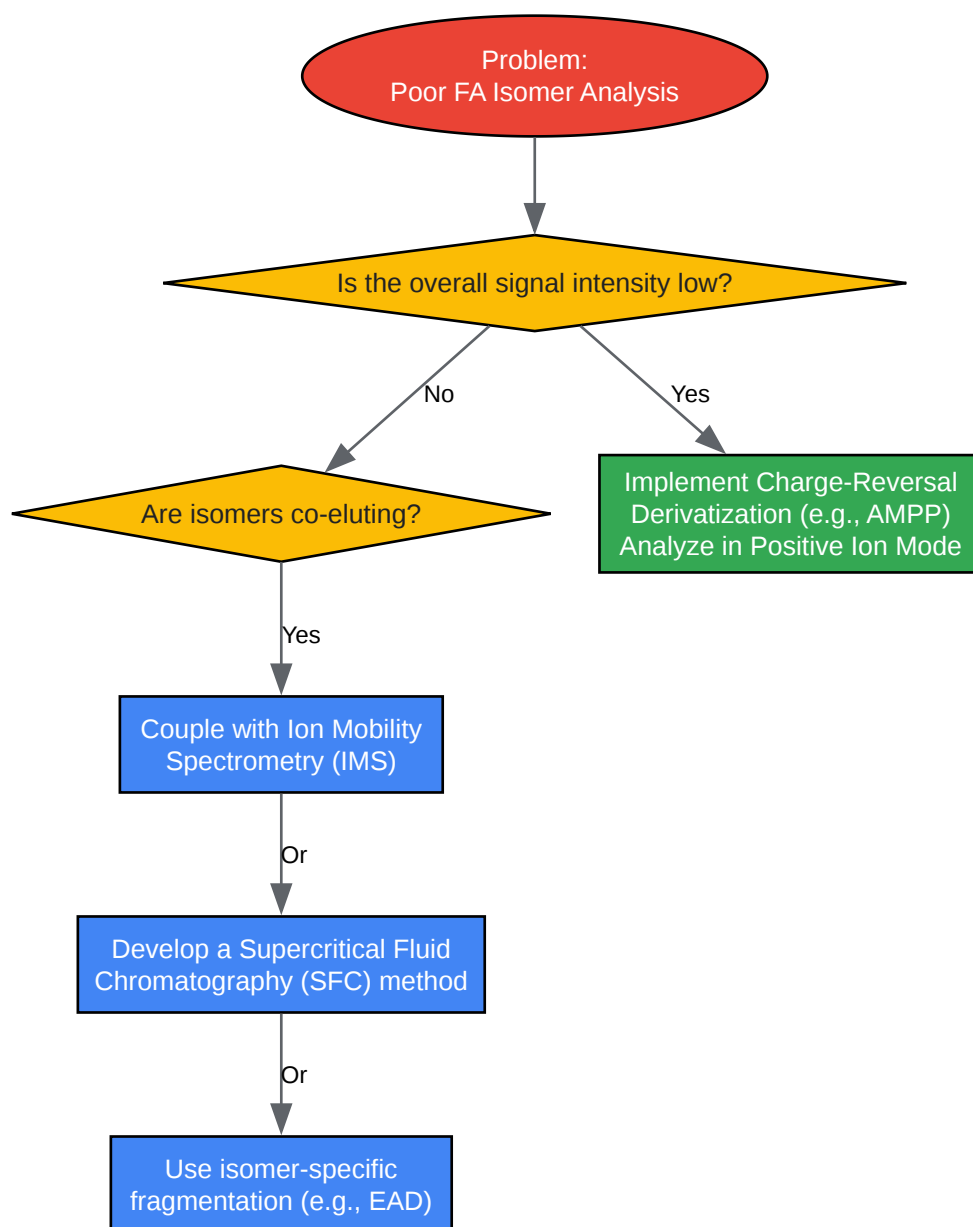 Problem:
Poor FA Isomer Analysis
Is the overall signal intensity low?
No
Yes
Are isomers co-eluting?
Implement Charge-Reversal
Derivatization (e.g., AMPP)
Analyze in Positive Ion Mode
Yes
Couple with Ion Mobility
Spectrometry (IMS)
Or
Develop a Supercritical Fluid
Chromatography (SFC) method
Or
Use isomer-specific
fragmentation (e.g., EAD)